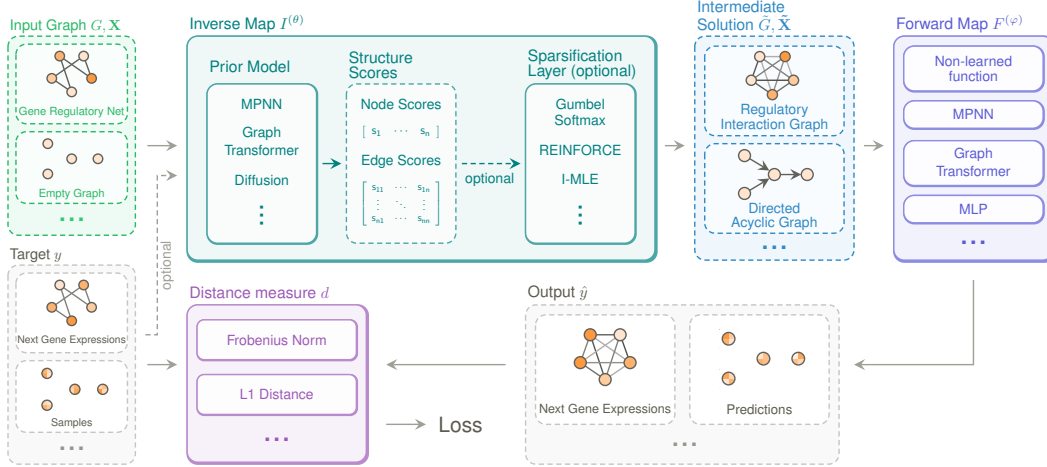 Input Graph G, X
Gene Regulatory Net
Empty Graph
...
Target y
Next Gene Expressions
Samples
...
optional
Inverse Map I^(θ)
Prior Model
MPNN
Graph
Transformer
Diffusion
⋮
Structure
Scores
Node Scores
[ s₁ ⋯ sₙ ]
Edge Scores
s₁₁ ⋯ s₁ₙ
⋮ ⋱ ⋮
sₙ₁ ⋯ sₙₙ
optional
Sparsification
Layer (optional)
Gumbel
Softmax
REINFORCE
I-MLE
⋮
Intermediate
Solution G̃, X̃
Regulatory
Interaction Graph
Directed
Acyclic Graph
...
Forward Map F^(φ)
Non-learned
function
MPNN
Graph
Transformer
MLP
...
Distance measure d
Frobenius Norm
L1 Distance
...
Loss
Output ŷ
Next Gene Expressions
Predictions
...